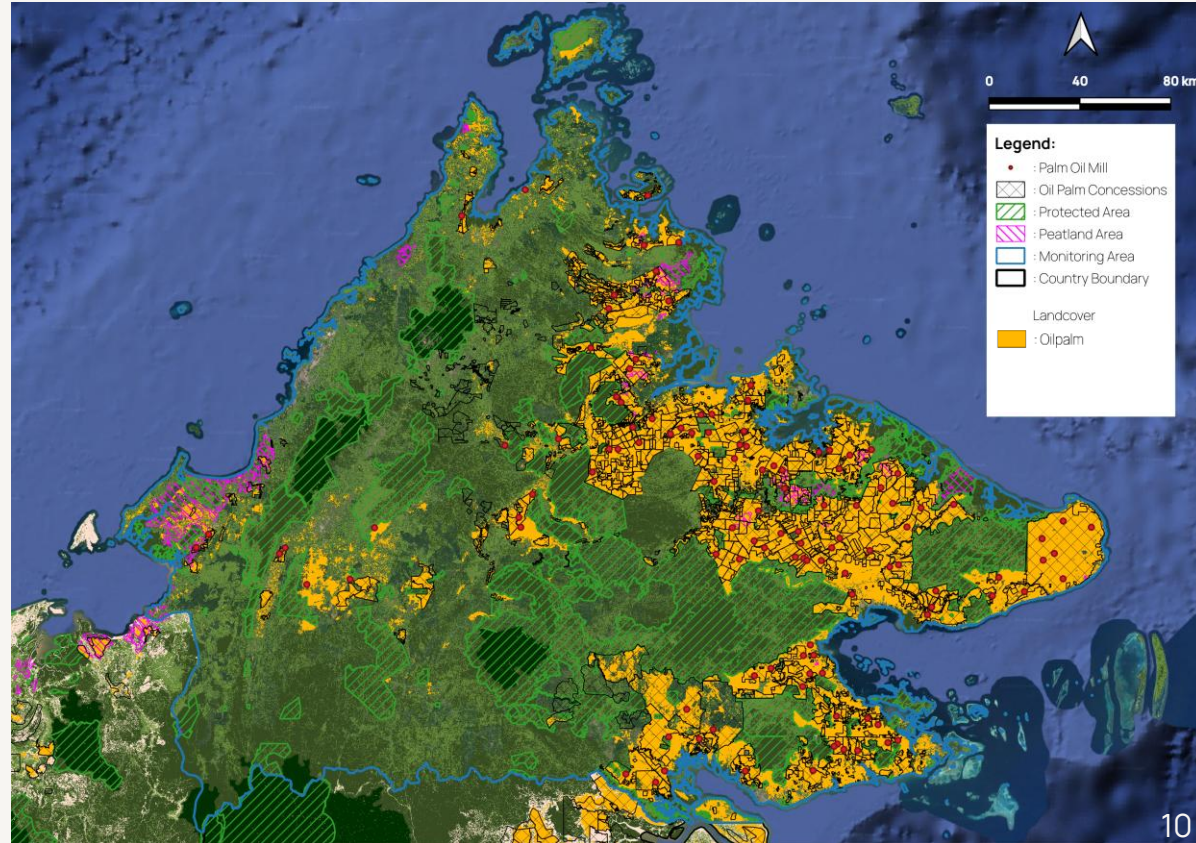 0 40 80 km
Legend:
: Palm Oil Mill
: Oil Palm Concessions
: Protected Area
: Peatland Area
: Monitoring Area
: Country Boundary
Landcover
: Oilpalm
10